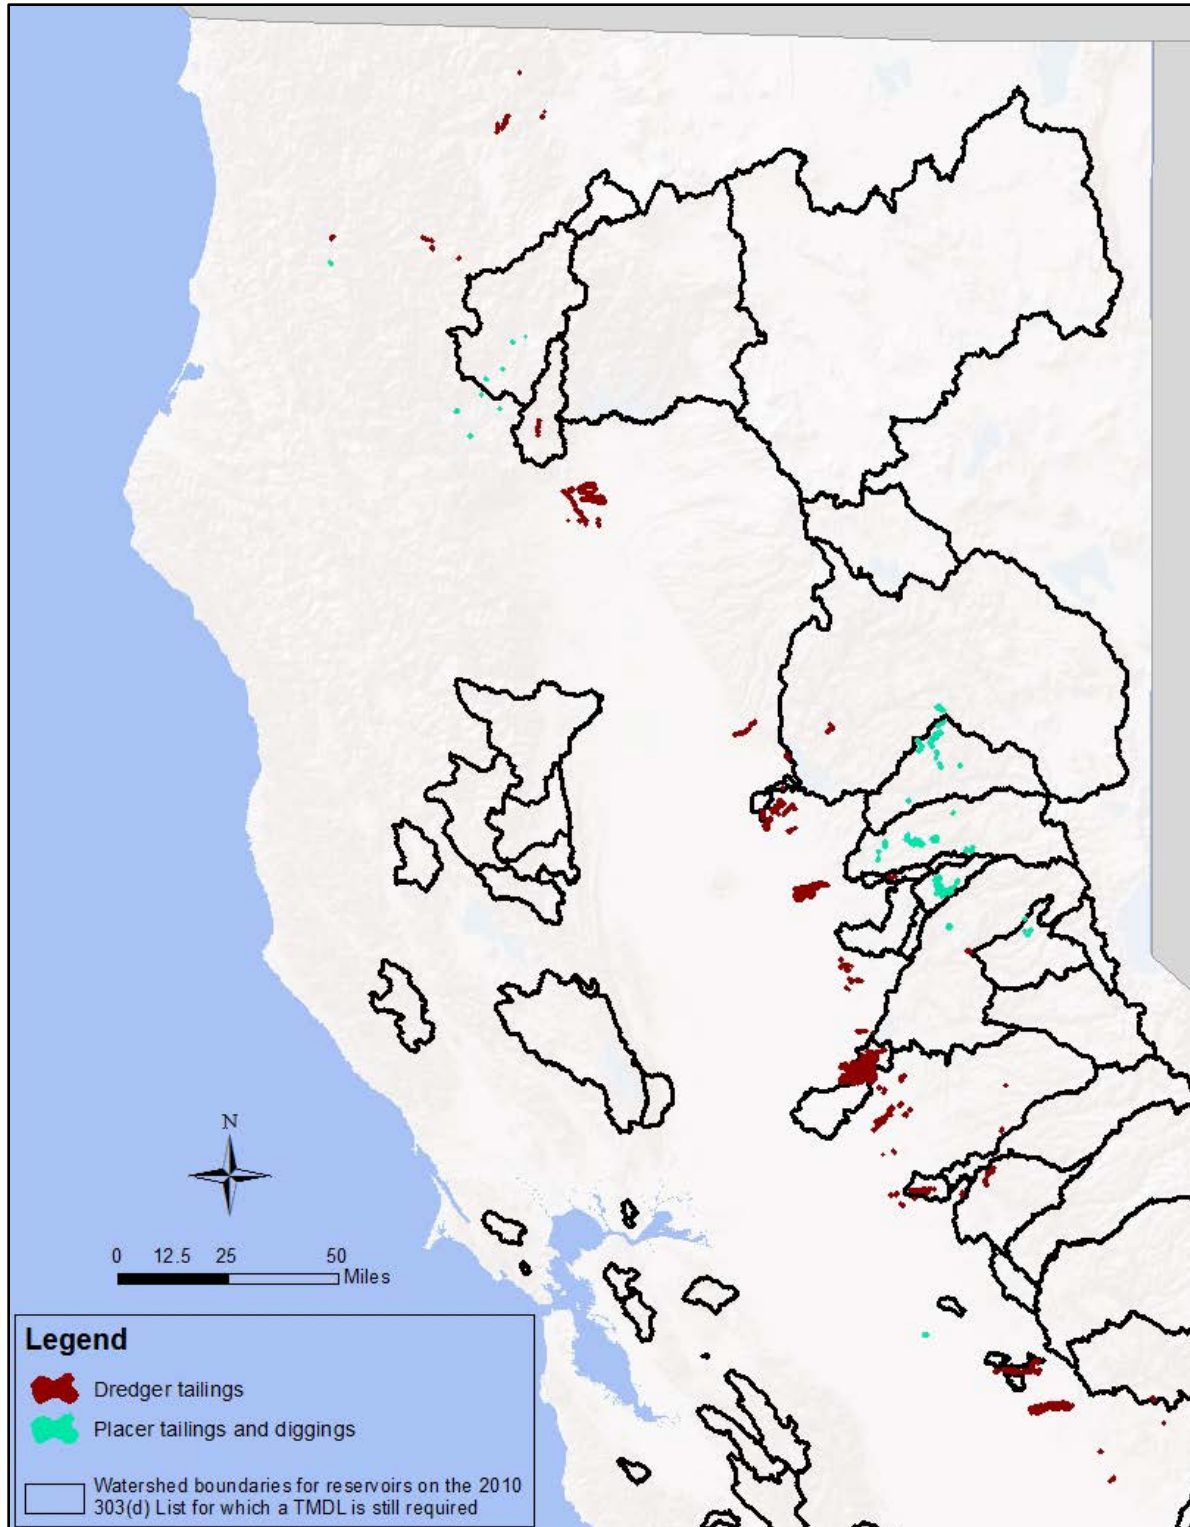 N
0 12.5 25 50
Miles
Legend
Dredger tailings
Placer tailings and diggings
Watershed boundaries for reservoirs on the 2010
303(d) List for which a TMDL is still required